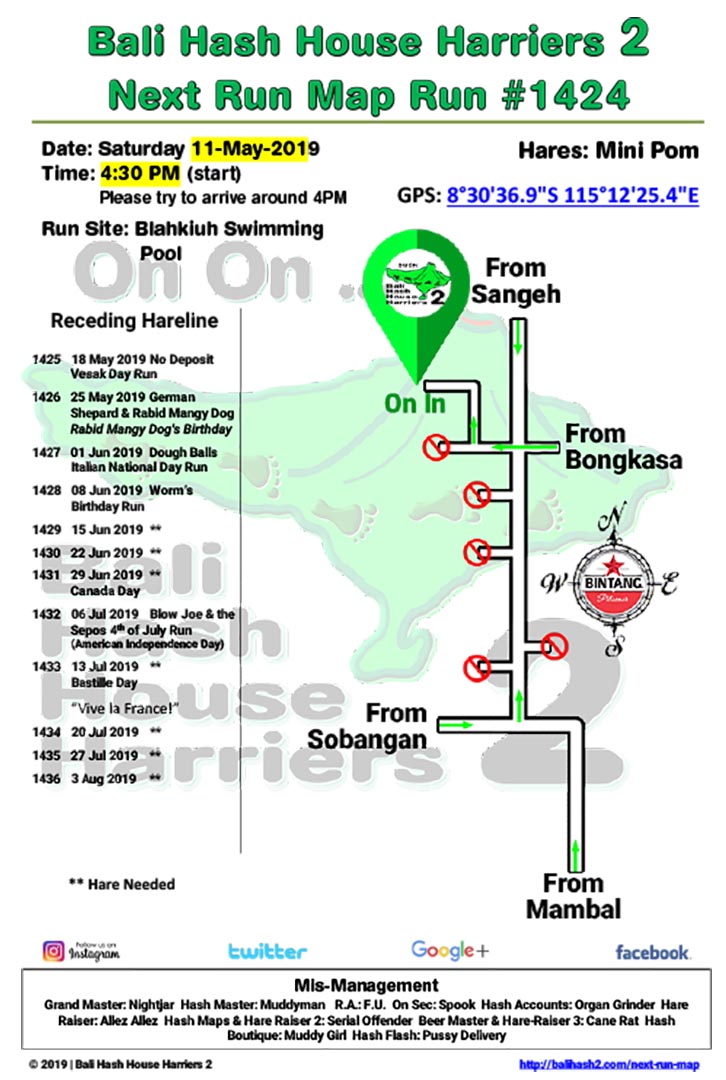 Bali Hash House Harriers 2
Next Run Map Run #1424
Date: Saturday 11-May-2019
Time: 4:30 PM (start)
Please try to arrive around 4PM
Run Site: Blahkiuh Swimming
Pool
Hares: Mini Pom
GPS: 8°30'36.9"S 115°12'25.4"E
On On ...
Receding Hareline
1425 18 May 2019 No Deposit
Vesak Day Run
1426 25 May 2019 German
Shepard & Rabid Mangy Dog
Rabid Mangy Dog's Birthday
1427 01 Jun 2019 Dough Balls
Italian National Day Run
1428 08 Jun 2019 Worm's
Birthday Run
1429 15 Jun 2019 **
1430 22 Jun 2019 **
1431 29 Jun 2019 **
Canada Day
1432 06 Jul 2019 Blow Joe & the
Sepos 4th of July Run
(American Independence Day)
1433 13 Jul 2019 **
Bastille Day
"Vive la France!"
1434 20 Jul 2019 **
1435 27 Jul 2019 **
1436 3 Aug 2019 **
** Hare Needed
Bali
Hash
House
Harriers 2
Bali
Hash
House
Harriers 2
On In
From
Sangeh
From
Bongkasa
N
W
E
S
BINTANG
Pilsener
From
Sobangan
From
Mambal
Follow us on
Instagram
twitter
Google+
facebook
Mis-Management
Grand Master: Nightjar Hash Master: Muddyman R.A.: F.U. On Sec: Spook Hash Accounts: Organ Grinder Hare
Raiser: Allez Allez Hash Maps & Hare Raiser 2: Serial Offender Beer Master & Hare-Raiser 3: Cane Rat Hash
Boutique: Muddy Girl Hash Flash: Pussy Delivery
© 2019 | Bali Hash House Harriers 2
http://balihash2.com/next-run-map